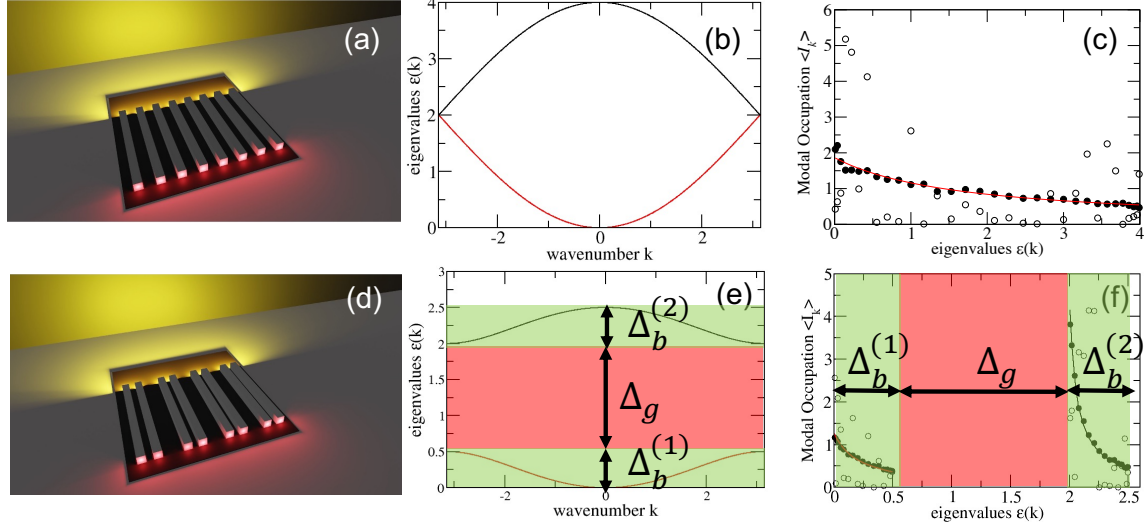 (a)
(b)
eigenvalues ε(k)
4
3
2
1
0
-2
0
2
wavenumber k
(c)
Modal Occupation <I_k>
6
5
4
3
2
1
0
0
1
2
3
4
eigenvalues ε(k)
(d)
(e)
eigenvalues ε(k)
3
2.5
2
1.5
1
0.5
0
Δ_b^(2)
Δ_g
Δ_b^(1)
-2
0
2
wavenumber k
(f)
Modal Occupation <I_k>
5
4
3
2
1
0
Δ_b^(1)
Δ_g
Δ_b^(2)
0
0.5
1
1.5
2
2.5
eigenvalues ε(k)